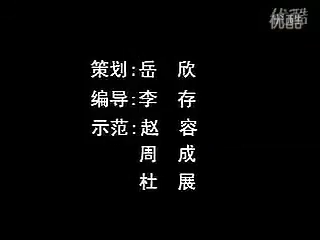 优酷
策划:岳 欣
编导:李 存
示范:赵 容
周 成
杜 展